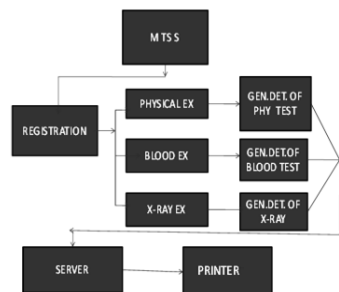 MTSS
REGISTRATION
PHYSICAL EX
GEN.DET. OF
PHY TEST
BLOOD EX
GEN.DET.OF
BLOOD TEST
X-RAY EX
GEN.DET. OF
X-RAY
SERVER
PRINTER